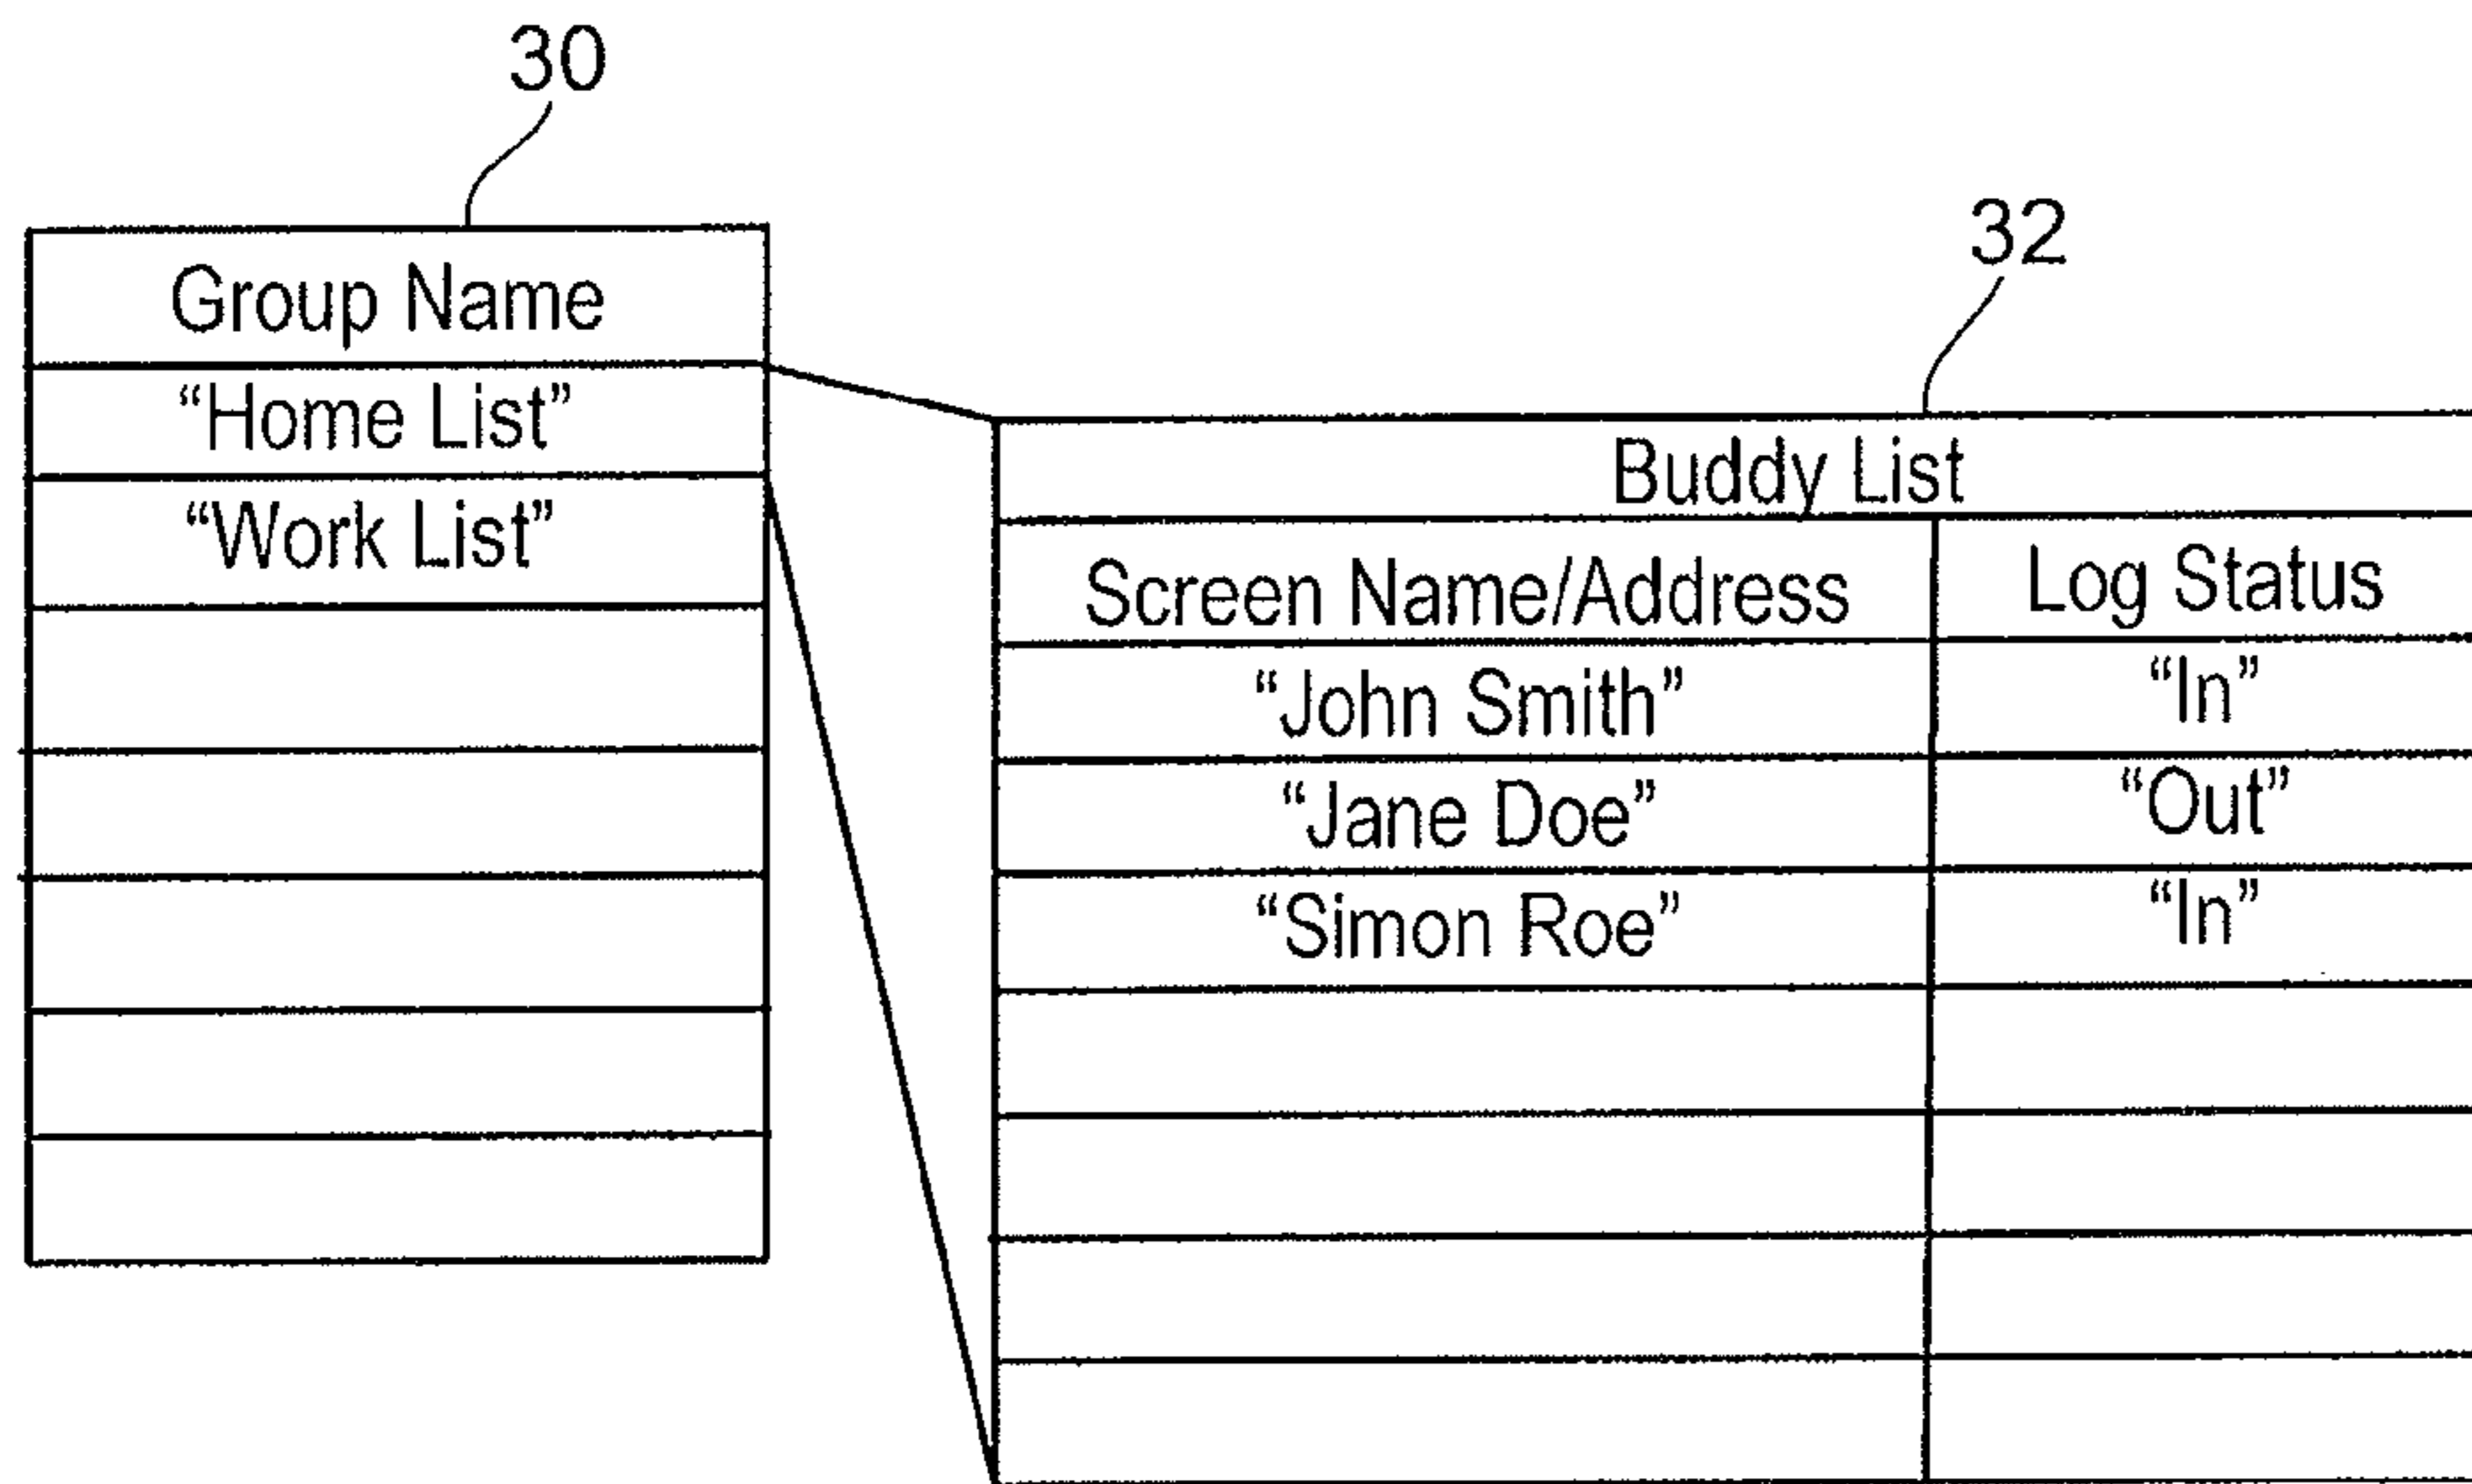 30
Group Name
“Home List”
“Work List”
32
Buddy List
Screen Name/Address Log Status
“John Smith” “In”
“Jane Doe” “Out”
“Simon Roe” “In”